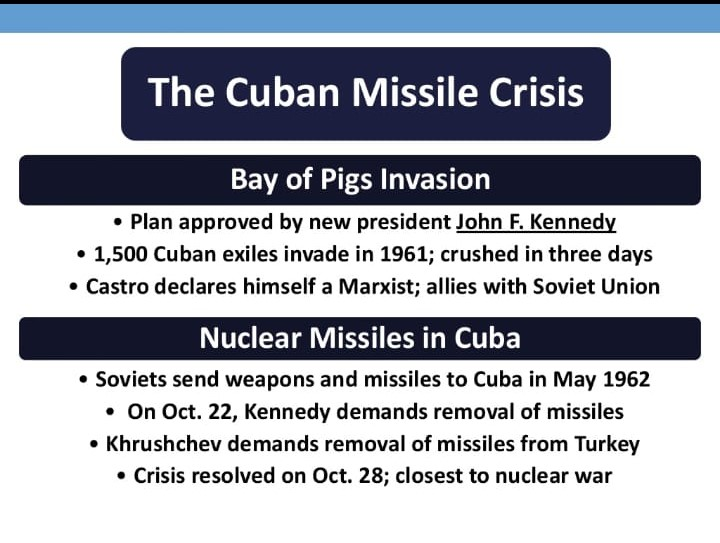 The Cuban Missile Crisis
Bay of Pigs Invasion
• Plan approved by new president John F. Kennedy
• 1,500 Cuban exiles invade in 1961; crushed in three days
• Castro declares himself a Marxist; allies with Soviet Union
Nuclear Missiles in Cuba
• Soviets send weapons and missiles to Cuba in May 1962
• On Oct. 22, Kennedy demands removal of missiles
• Khrushchev demands removal of missiles from Turkey
• Crisis resolved on Oct. 28; closest to nuclear war